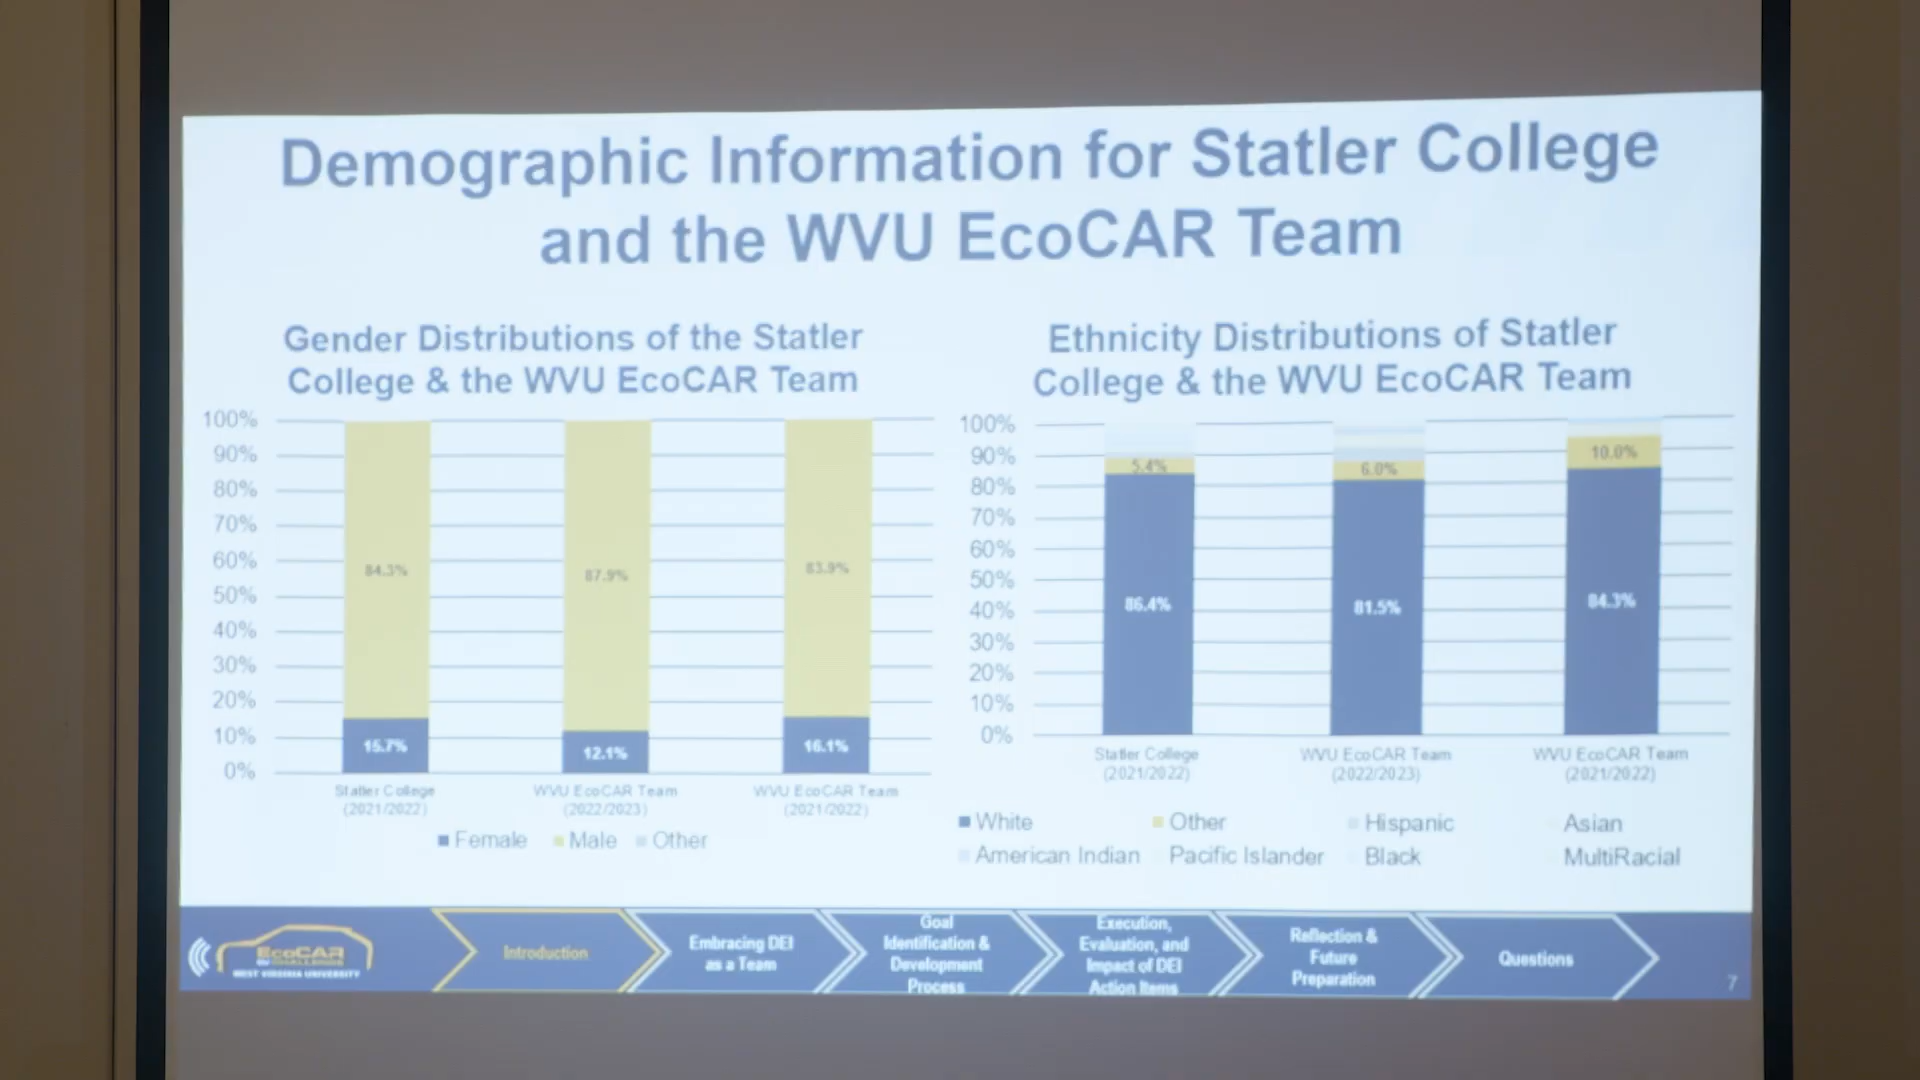 Demographic Information for Statler College
and the WVU EcoCAR Team
Gender Distributions of the Statler
College & the WVU EcoCAR Team
100%
90%
80%
70%
60%
50%
40%
30%
20%
10%
0%
84.3%
87.9%
83.9%
15.7%
12.1%
16.1%
Statler College
(2021/2022)
WVU EcoCAR Team
(2022/2023)
WVU EcoCAR Team
(2021/2022)
Female Male Other
Ethnicity Distributions of Statler
College & the WVU EcoCAR Team
100%
90%
80%
70%
60%
50%
40%
30%
20%
10%
0%
5.4%
6.0%
10.0%
86.4%
81.5%
84.3%
Statler College
(2021/2022)
WVU EcoCAR Team
(2022/2023)
WVU EcoCAR Team
(2021/2022)
White Other Hispanic Asian
American Indian Pacific Islander Black MultiRacial
EcoCAR
WEST VIRGINIA UNIVERSITY
Introduction
Embracing DEI
as a Team
Goal
Identification &
Development
Process
Execution,
Evaluation, and
Impact of DEI
Action Items
Reflection &
Future
Preparation
Questions
7